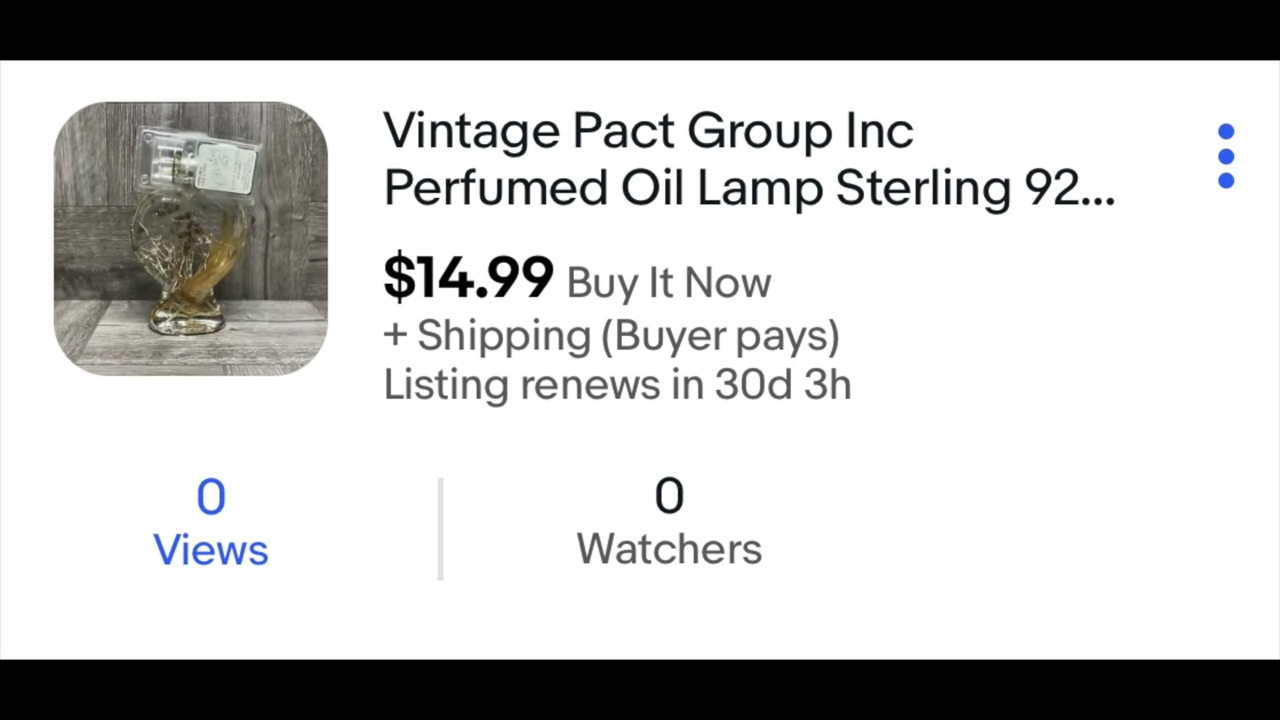 Vintage Pact Group Inc
Perfumed Oil Lamp Sterling 92...
$14.99 Buy It Now
+ Shipping (Buyer pays)
Listing renews in 30d 3h
0
Views
0
Watchers